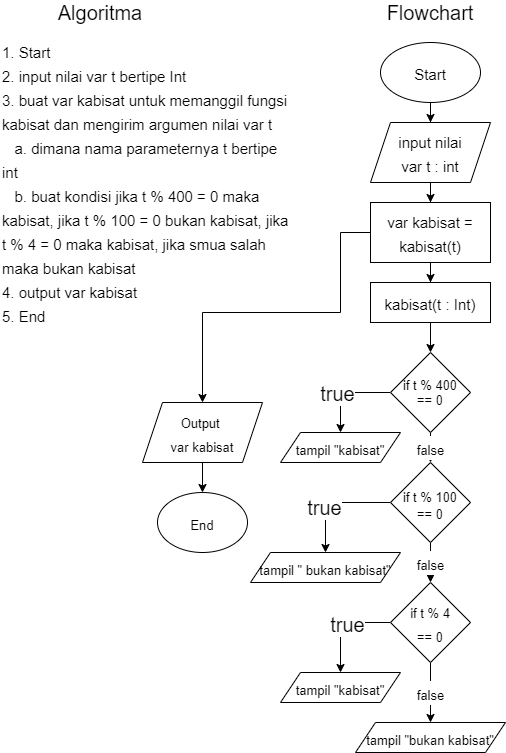 Algoritma
1. Start
2. input nilai var t bertipe Int
3. buat var kabisat untuk memanggil fungsi
kabisat dan mengirim argumen nilai var t
a. dimana nama parameternya t bertipe
int
b. buat kondisi jika t % 400 = 0 maka
kabisat, jika t % 100 = 0 bukan kabisat, jika
t % 4 = 0 maka kabisat, jika smua salah
maka bukan kabisat
4. output var kabisat
5. End
Flowchart
Start
input nilai
var t : int
var kabisat =
kabisat(t)
kabisat(t : Int)
if t % 400
== 0
true
tampil "kabisat"
false
if t % 100
== 0
true
tampil " bukan kabisat"
false
if t % 4
== 0
true
tampil "kabisat"
false
tampil "bukan kabisat"
Output
var kabisat
End